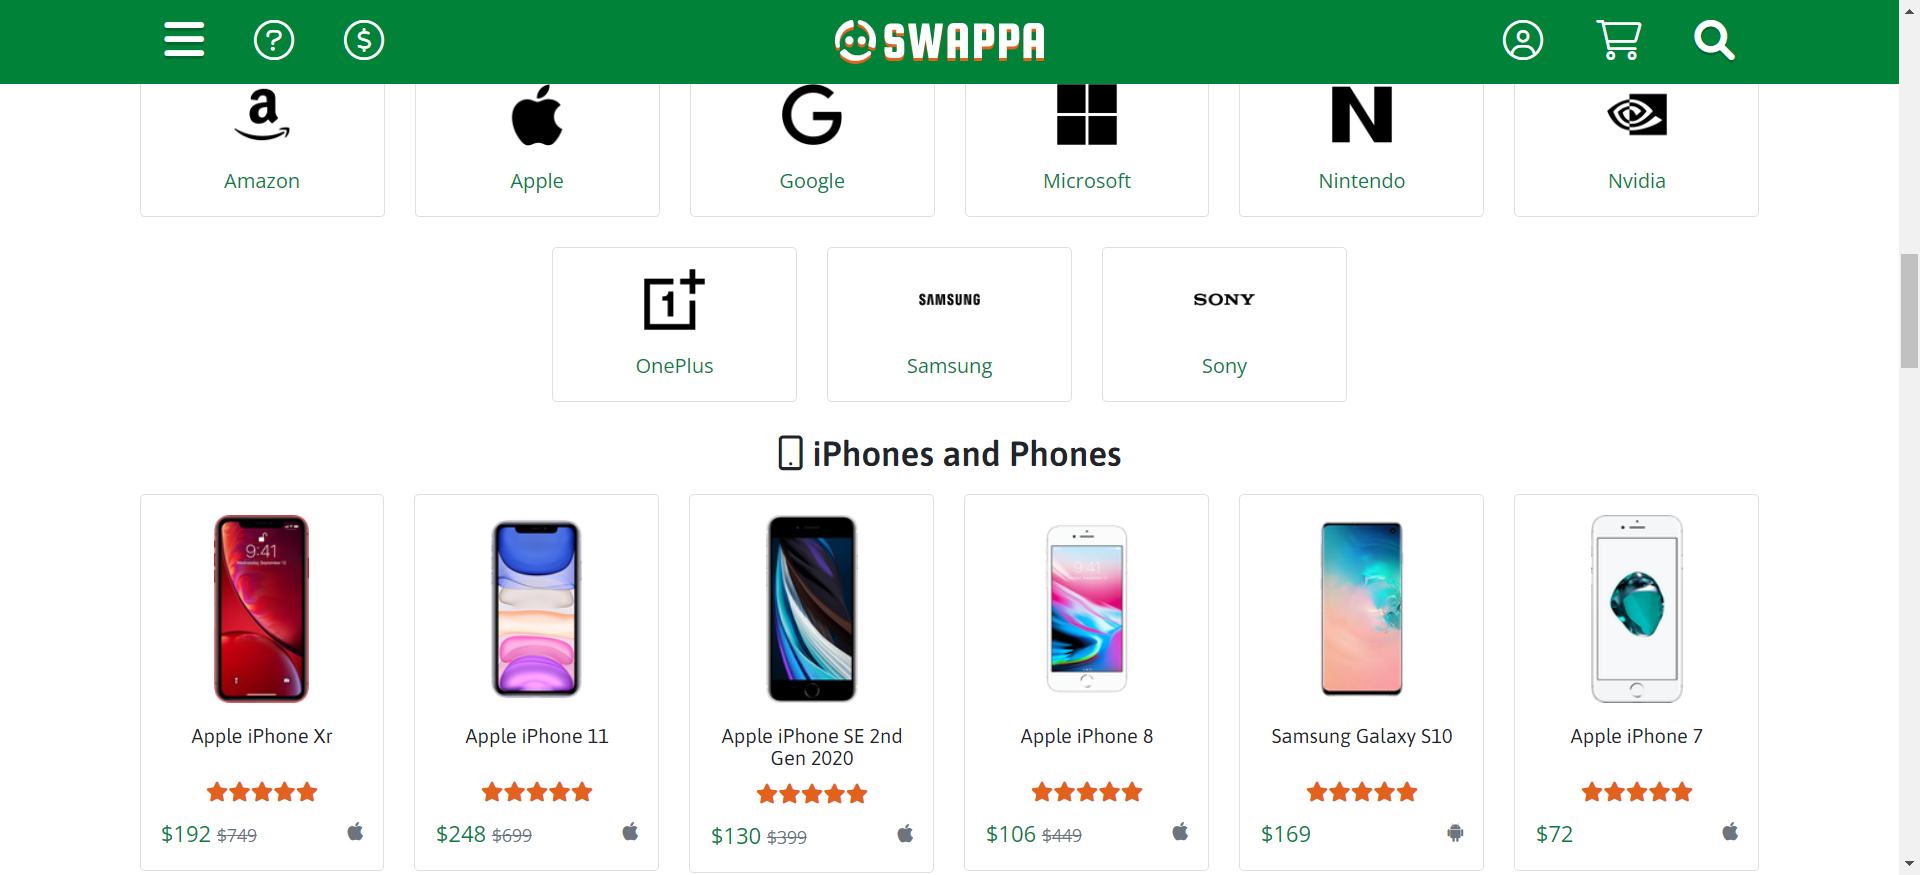 SWAPPA
Amazon
Apple
Google
Microsoft
Nintendo
Nvidia
SAMSUNG
SONY
OnePlus
Samsung
Sony
iPhones and Phones
9:41
9:41
Apple iPhone Xr
Apple iPhone 11
Apple iPhone SE 2nd
Gen 2020
Apple iPhone 8
Samsung Galaxy S10
Apple iPhone 7
$192 $749
$248 $699
$130 $399
$106 $449
$169
$72